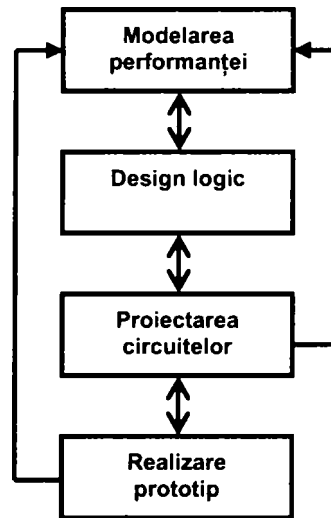 Modelarea
performanței
Design logic
Proiectarea
circuitelor
Realizare
prototip